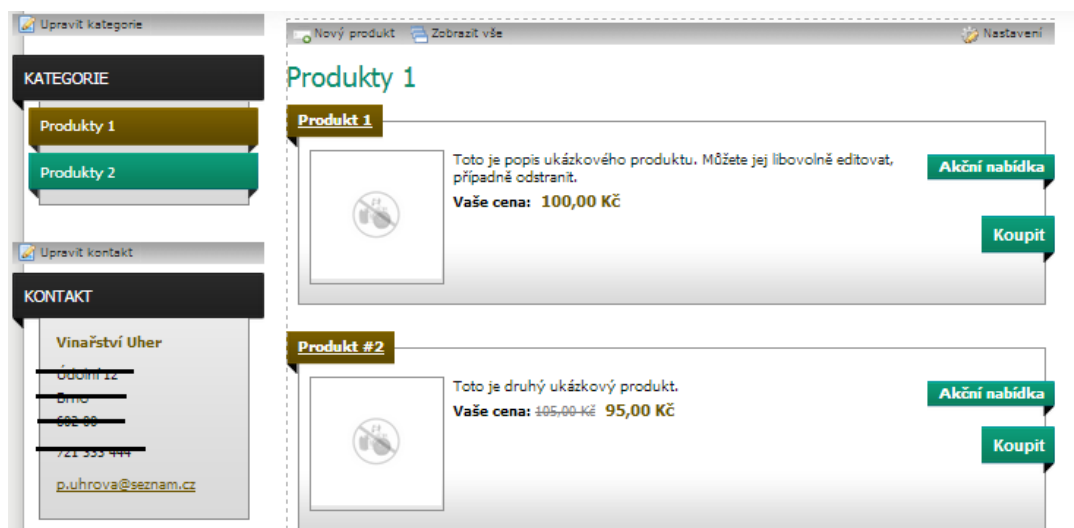 Upravit kategorie
KATEGORIE
Produkty 1
Produkty 2
Upravit kontakt
KONTAKT
Vinařství Uher
p.uhrova@seznam.cz
Nový produkt Zobrazit vše Nastavení
Produkty 1
Produkt 1
Toto je popis ukázkového produktu. Můžete jej libovolně editovat,
případně odstranit.
Vaše cena: 100,00 Kč
Akční nabídka
Koupit
Produkt #2
Toto je druhý ukázkový produkt.
Vaše cena: 105,00 Kč 95,00 Kč
Akční nabídka
Koupit